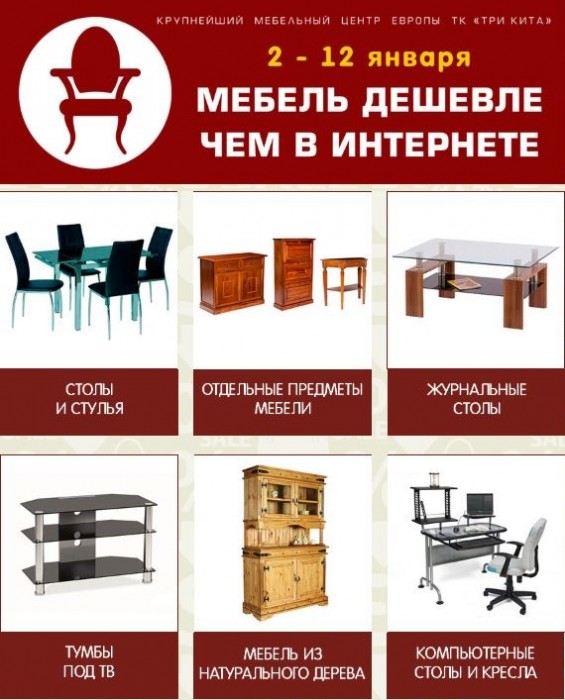 КРУПНЕЙШИЙ МЕБЕЛЬНЫЙ ЦЕНТР ЕВРОПЫ ТК «ТРИ КИТА»
2 - 12 января
МЕБЕЛЬ ДЕШЕВЛЕ
ЧЕМ В ИНТЕРНЕТЕ
СТОЛЫ
И СТУЛЬЯ
ОТДЕЛЬНЫЕ ПРЕДМЕТЫ
МЕБЕЛИ
ЖУРНАЛЬНЫЕ
СТОЛЫ
ТУМБЫ
ПОД ТВ
МЕБЕЛЬ ИЗ
НАТУРАЛЬНОГО ДЕРЕВА
КОМПЬЮТЕРНЫЕ
СТОЛЫ И КРЕСЛА